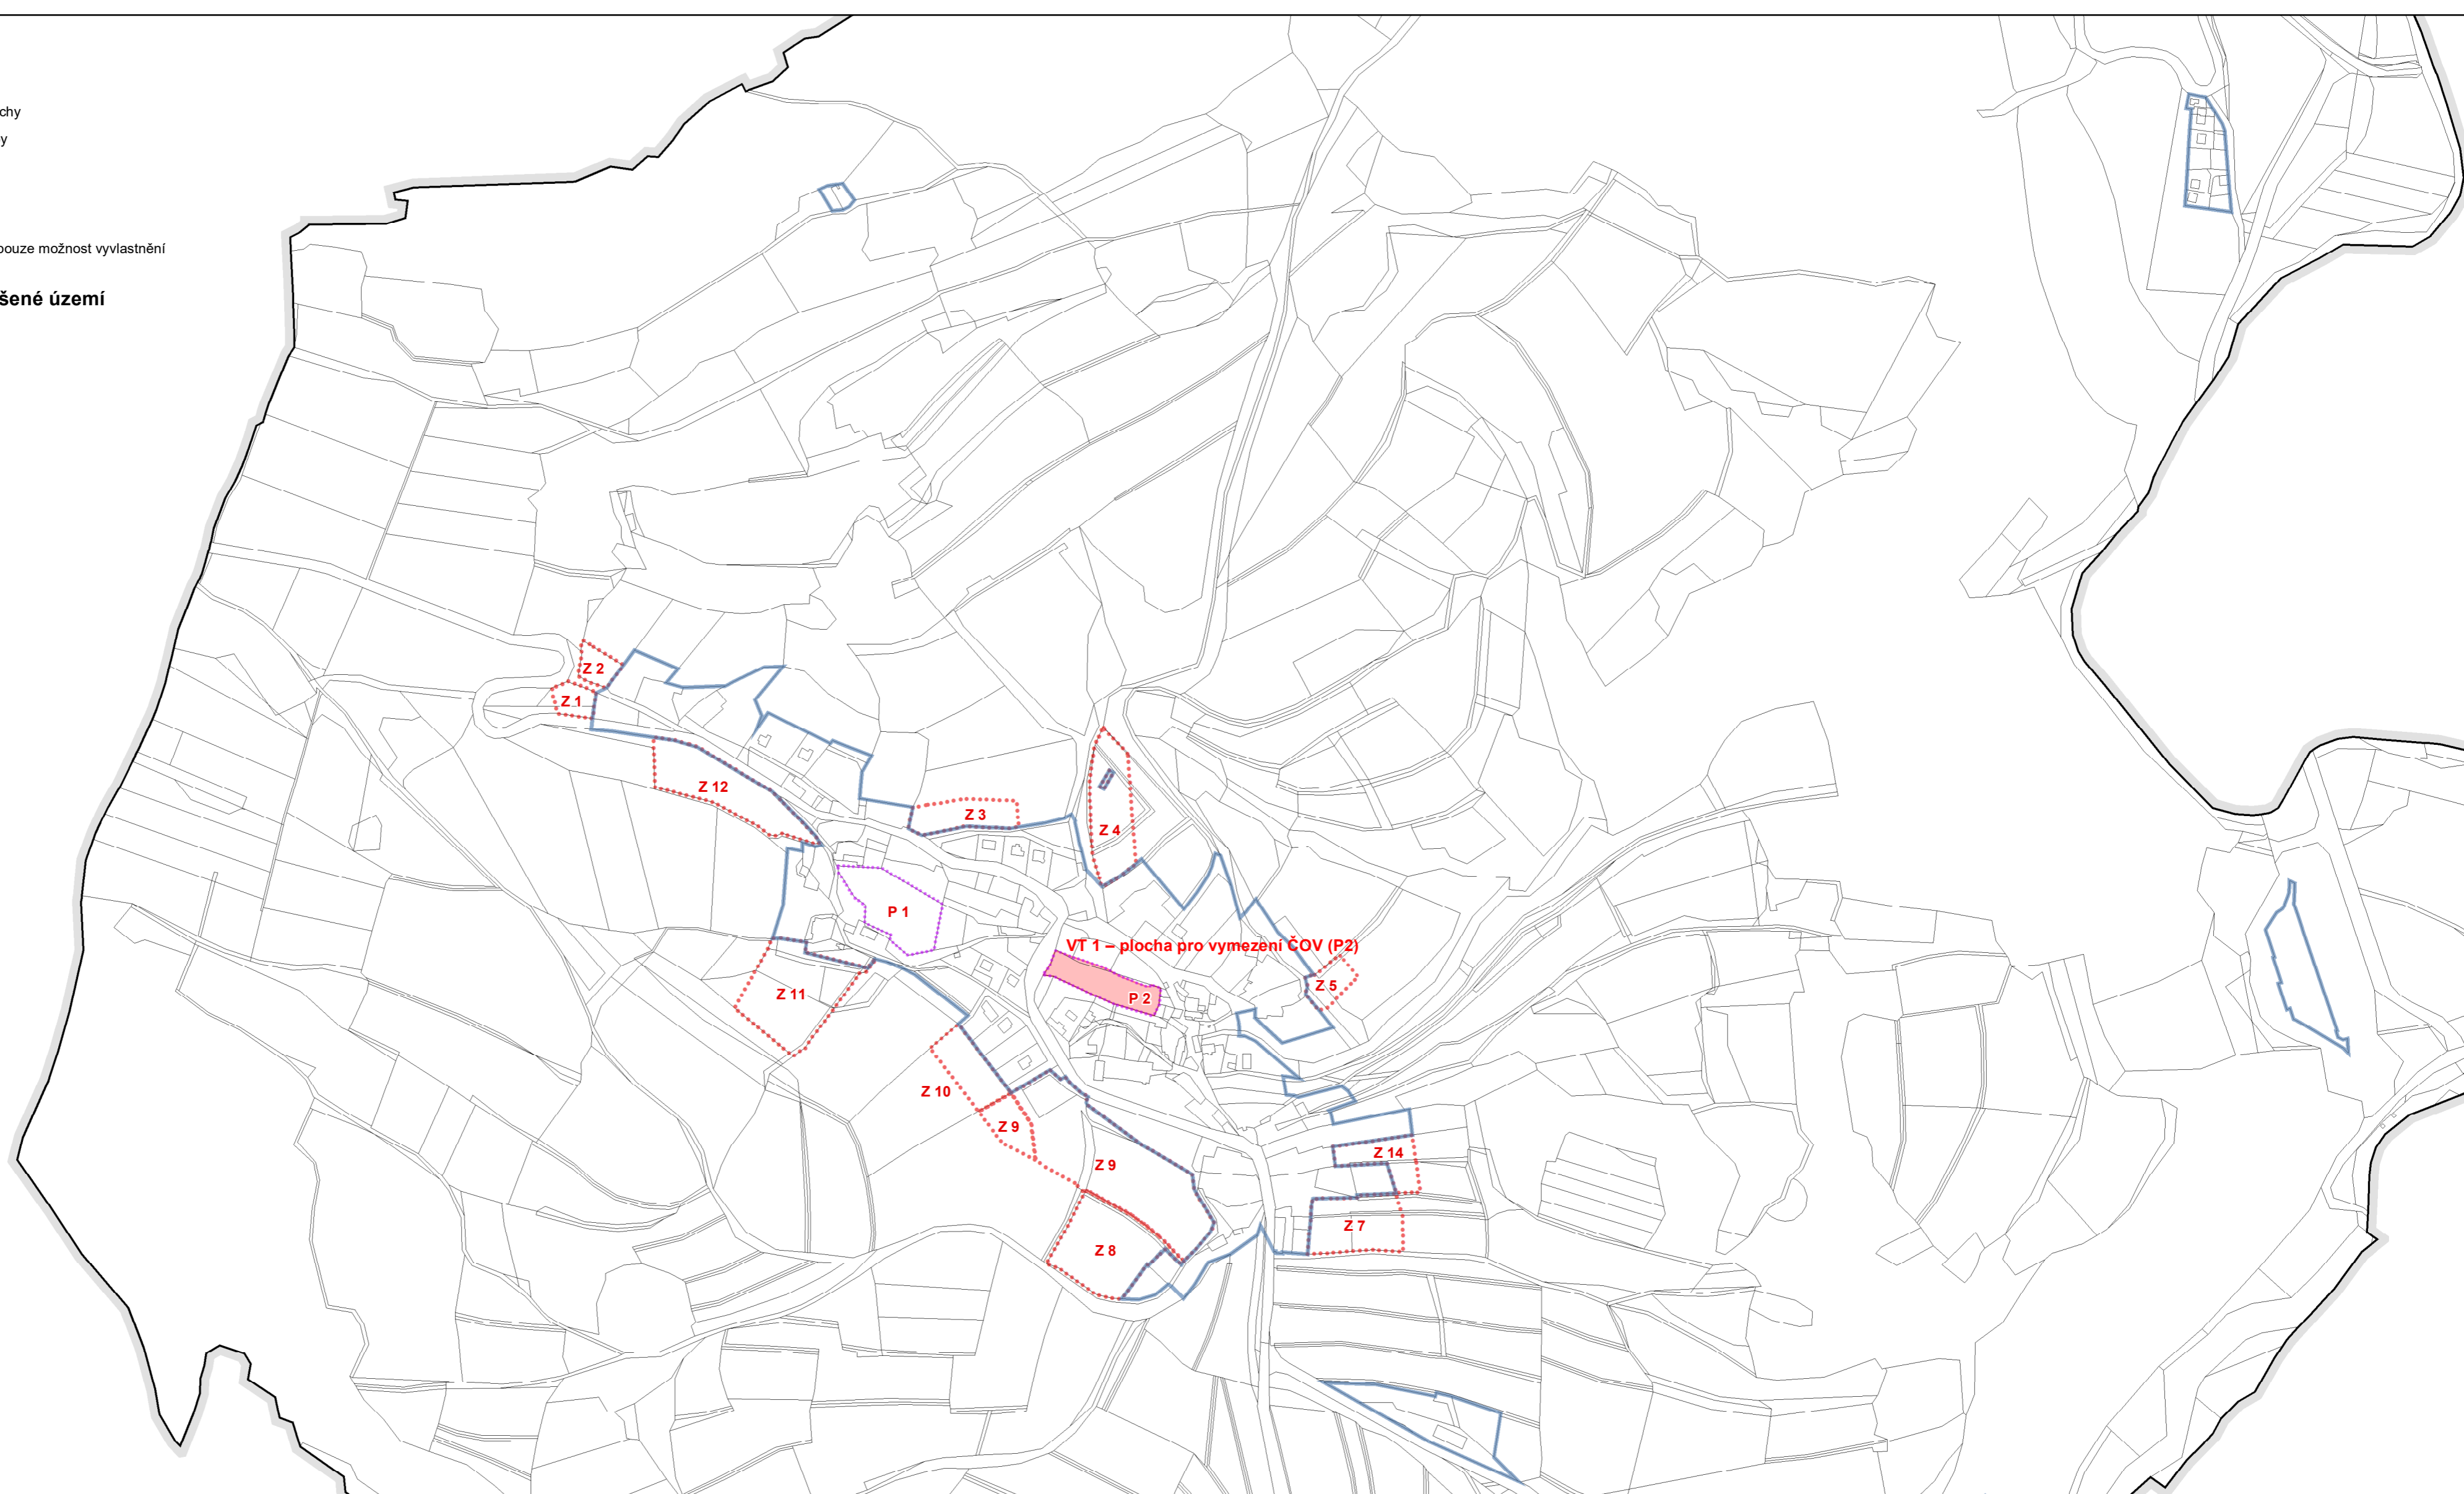 chy
y
pouze možnost vyvlastnění
šené území
Z 2
Z 1
Z 12
Z 3
Z 4
P 1
VT 1 – plocha pro vymezení ČOV (P2)
Z 5
P 2
Z 11
Z 10
Z 9
Z 9
Z 14
Z 7
Z 8